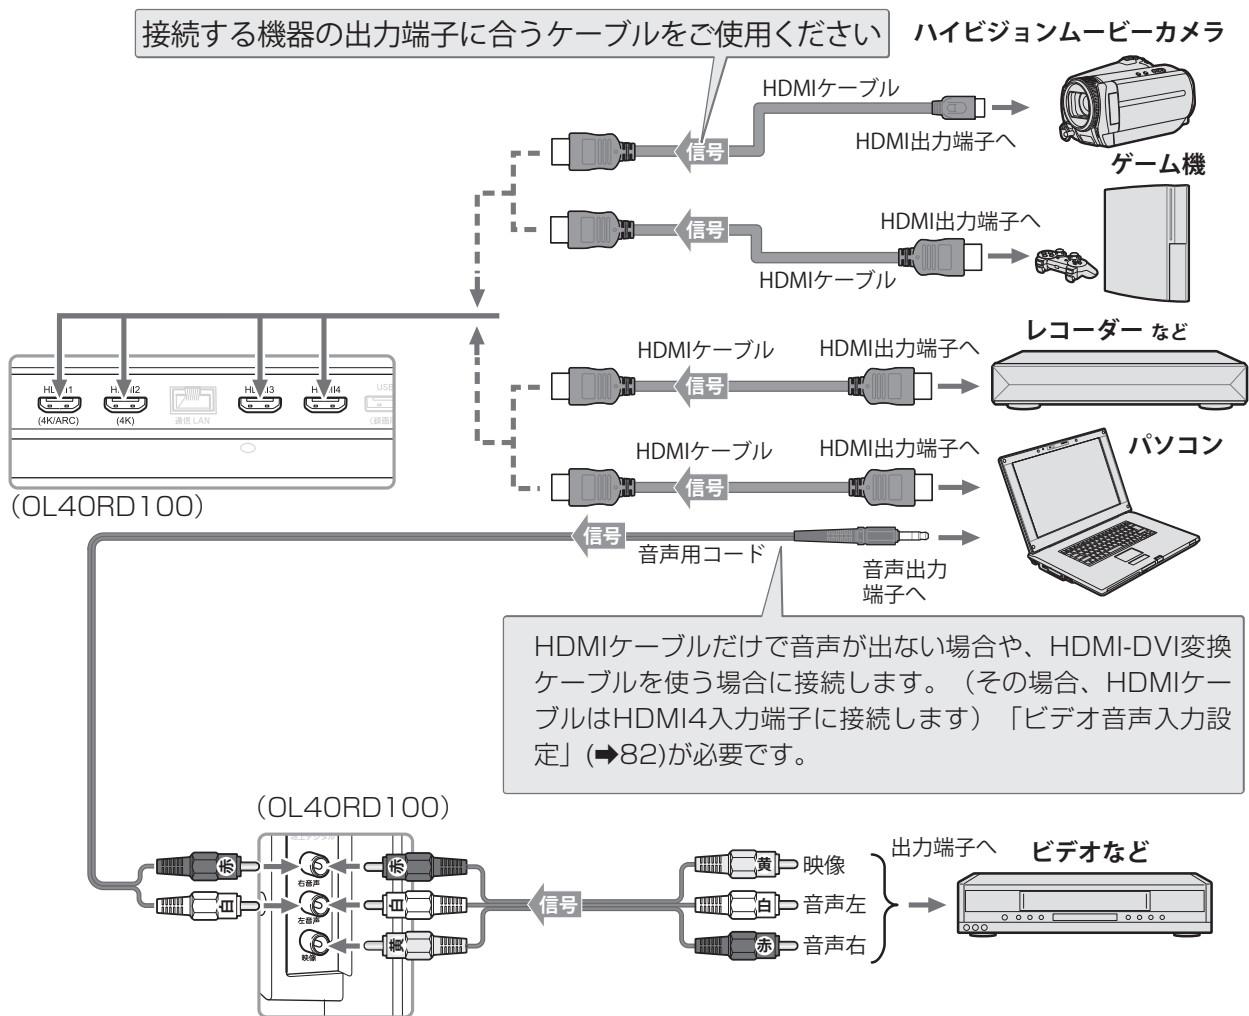 接続する機器の出力端子に合うケーブルをご使用ください
ハイビジョンムービーカメラ
HDMIケーブル
信号
HDMI出力端子へ
ゲーム機
信号
HDMI出力端子へ
HDMIケーブル
レコーダー など
HDMIケーブル
HDMI出力端子へ
信号
HDMI1
HDMI2
HDMI3
HDMI4
USB
(4K/ARC)
(4K)
通信 LAN
パソコン
HDMIケーブル
HDMI出力端子へ
信号
(OL40RD100)
信号
音声用コード
音声出力
端子へ
HDMIケーブルだけで音声が出ない場合や、HDMI-DVI変換
ケーブルを使う場合に接続します。（その場合、HDMIケー
ブルはHDMI4入力端子に接続します）「ビデオ音声入力設
定」(➡82)が必要です。
(OL40RD100)
赤
白
右音声
左音声
映像
赤
白
黄
信号
黄
映像
白
音声左
赤
音声右
出力端子へ
ビデオなど